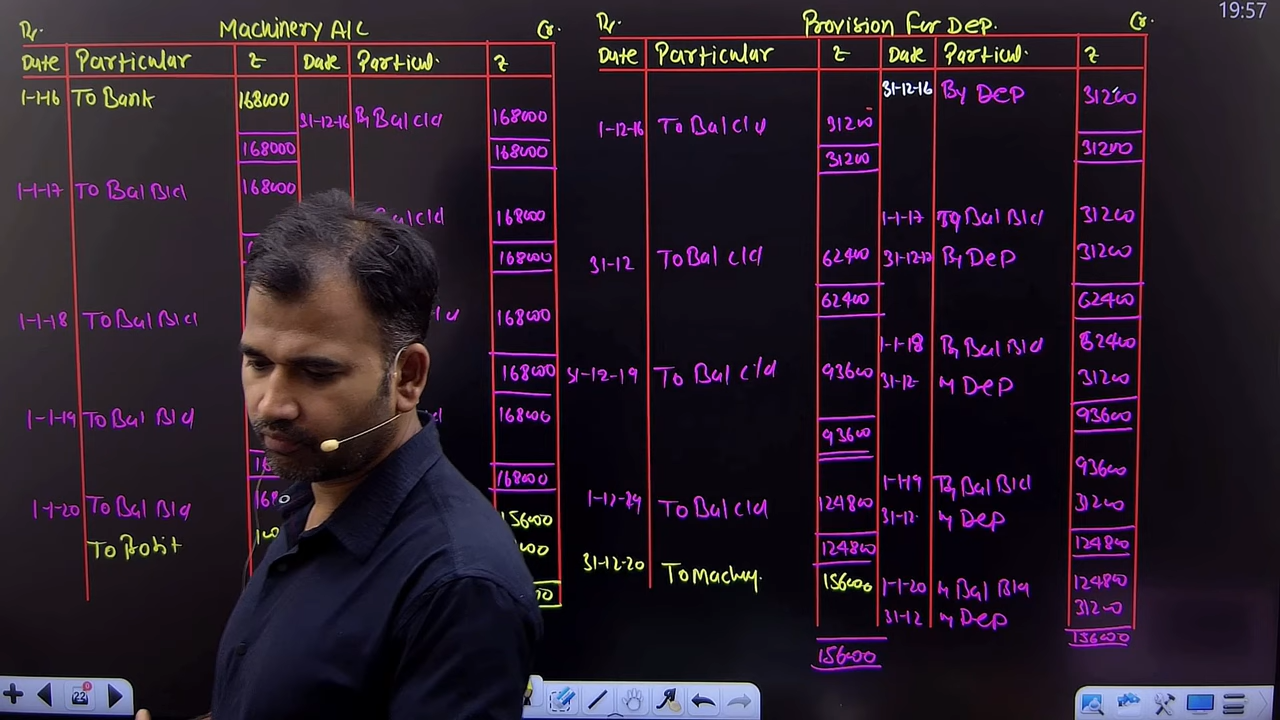 19:57
Dr. Machinery A/C Cr.
Date Particular ₹ Date Particul. ₹
1-1-16 To Bank 168000
31-12-16 By Bal c/d 168000
168000 168000
1-1-17 To Bal B/d 168000
Bal c/d 168000
168000
1-1-18 To Bal B/d 168000
168000
1-1-19 To Bal B/d 168000
168000
1-1-20 To Bal B/d 168 156000
To Profit
Dr. Provision for Dep. Cr.
Date Particular ₹ Date Particular ₹
31-12-16 By Dep 31200
1-12-16 To Bal c/d 31200
31200 31200
1-1-17 To Bal B/d 31200
31-12 To Bal c/d 62400 31-12-17 By Dep 31200
62400 62400
1-1-18 By Bal B/d 62400
31-12-19 To Bal c/d 93600 31-12- " Dep 31200
93600 93600
1-1-19 By Bal B/d 93600
1-12-19 To Bal c/d 124800 31-12- " Dep 31200
124800 124800
31-12-20 To Machy. 156000 1-1-20 " Bal B/d 124800
31-12 " Dep 31200
156000 156000
22